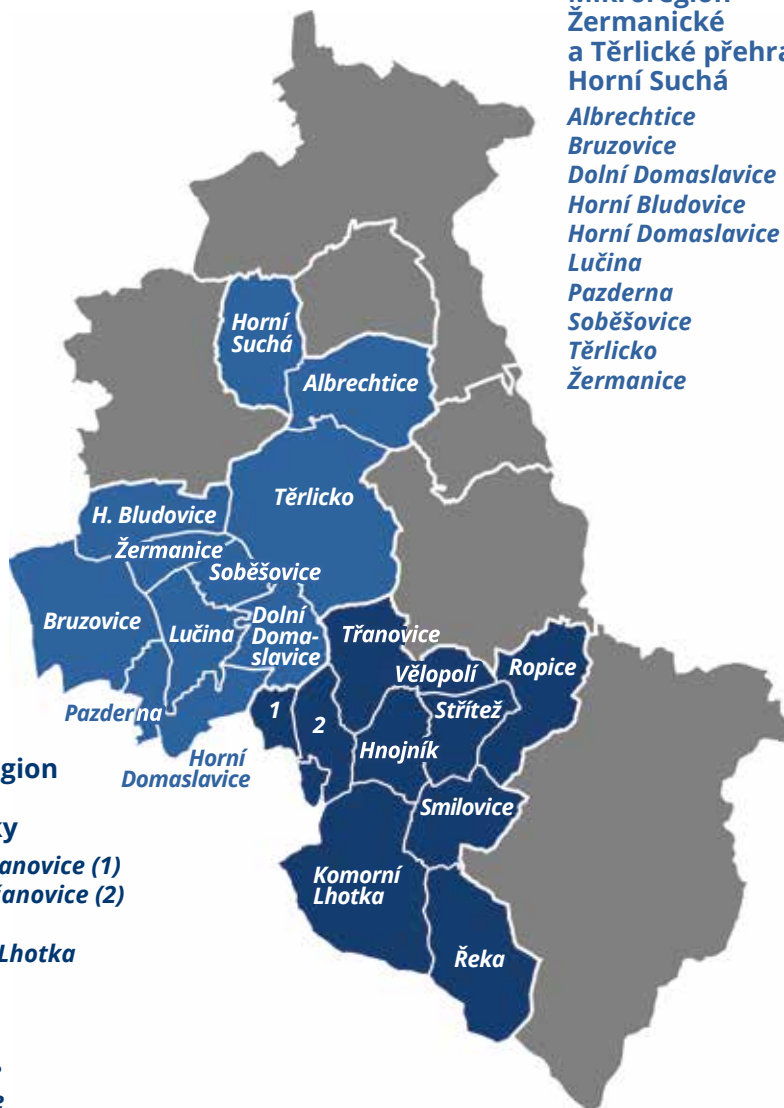 Žermanické
a Těrlické přehra
Horní Suchá
Albrechtice
Bruzovice
Dolní Domaslavice
Horní Bludovice
Horní Domaslavice
Lučina
Pazderna
Soběšovice
Těrlicko
Žermanice
Horní
Suchá
Albrechtice
Těrlicko
H. Bludovice
Žermanice
Soběšovice
Bruzovice
Lučina
Dolní
Doma-
slavice
Třanovice
Vělopolí
Ropice
Pazderna
1
2
Střítež
Hnojník
Horní
Domaslavice
Smilovice
Komorní
Lhotka
Řeka
gion
ky
anovice (1)
anovice (2)
Lhotka